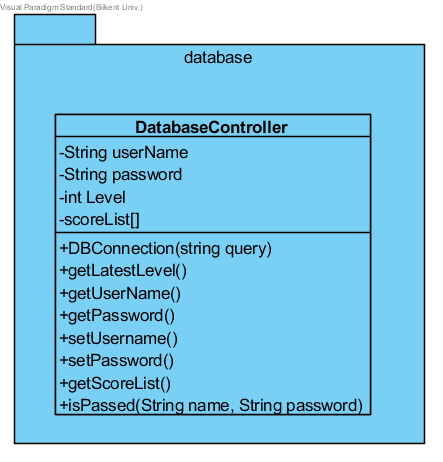 Visual Paradigm Standard(Bilkent Univ.)
database
DatabaseController
-String userName
-String password
-int Level
-scoreList[]
+DBConnection(string query)
+getLatestLevel()
+getUserName()
+getPassword()
+setUsername()
+setPassword()
+getScoreList()
+isPassed(String name, String password)